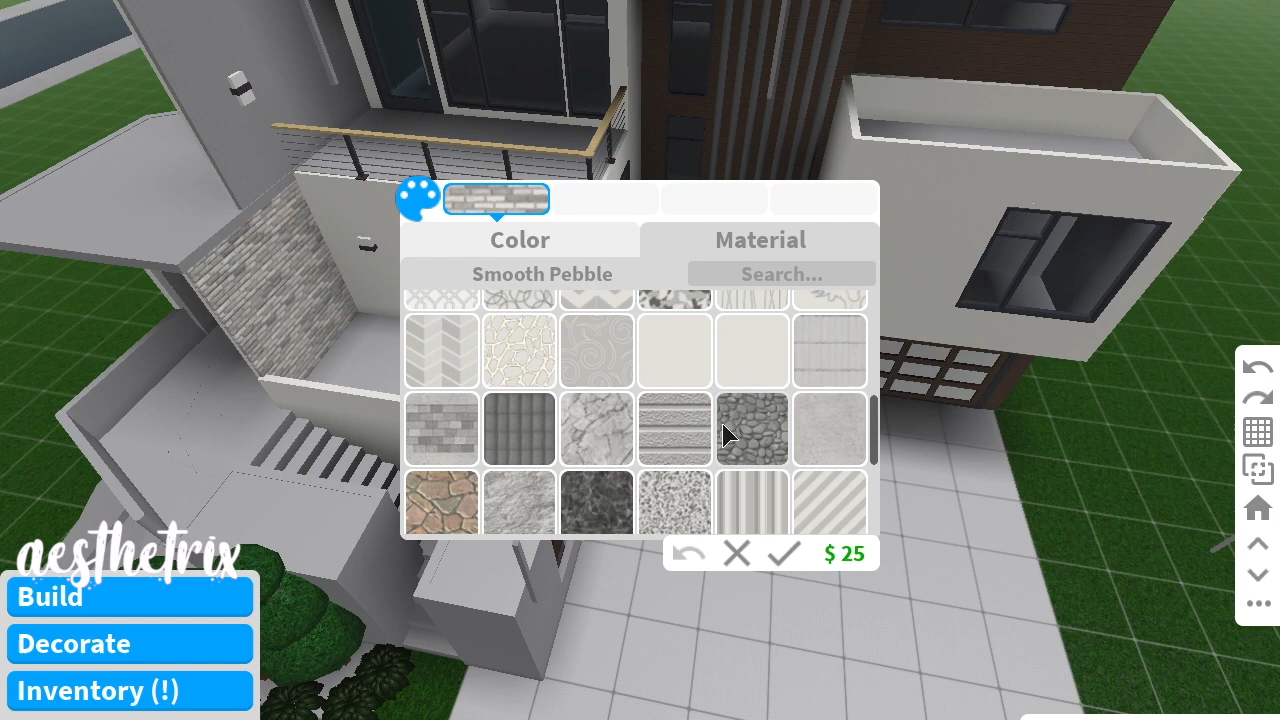 Color
Material
Smooth Pebble
Search...
$ 25
aesthetrix
Build
Decorate
Inventory (!)